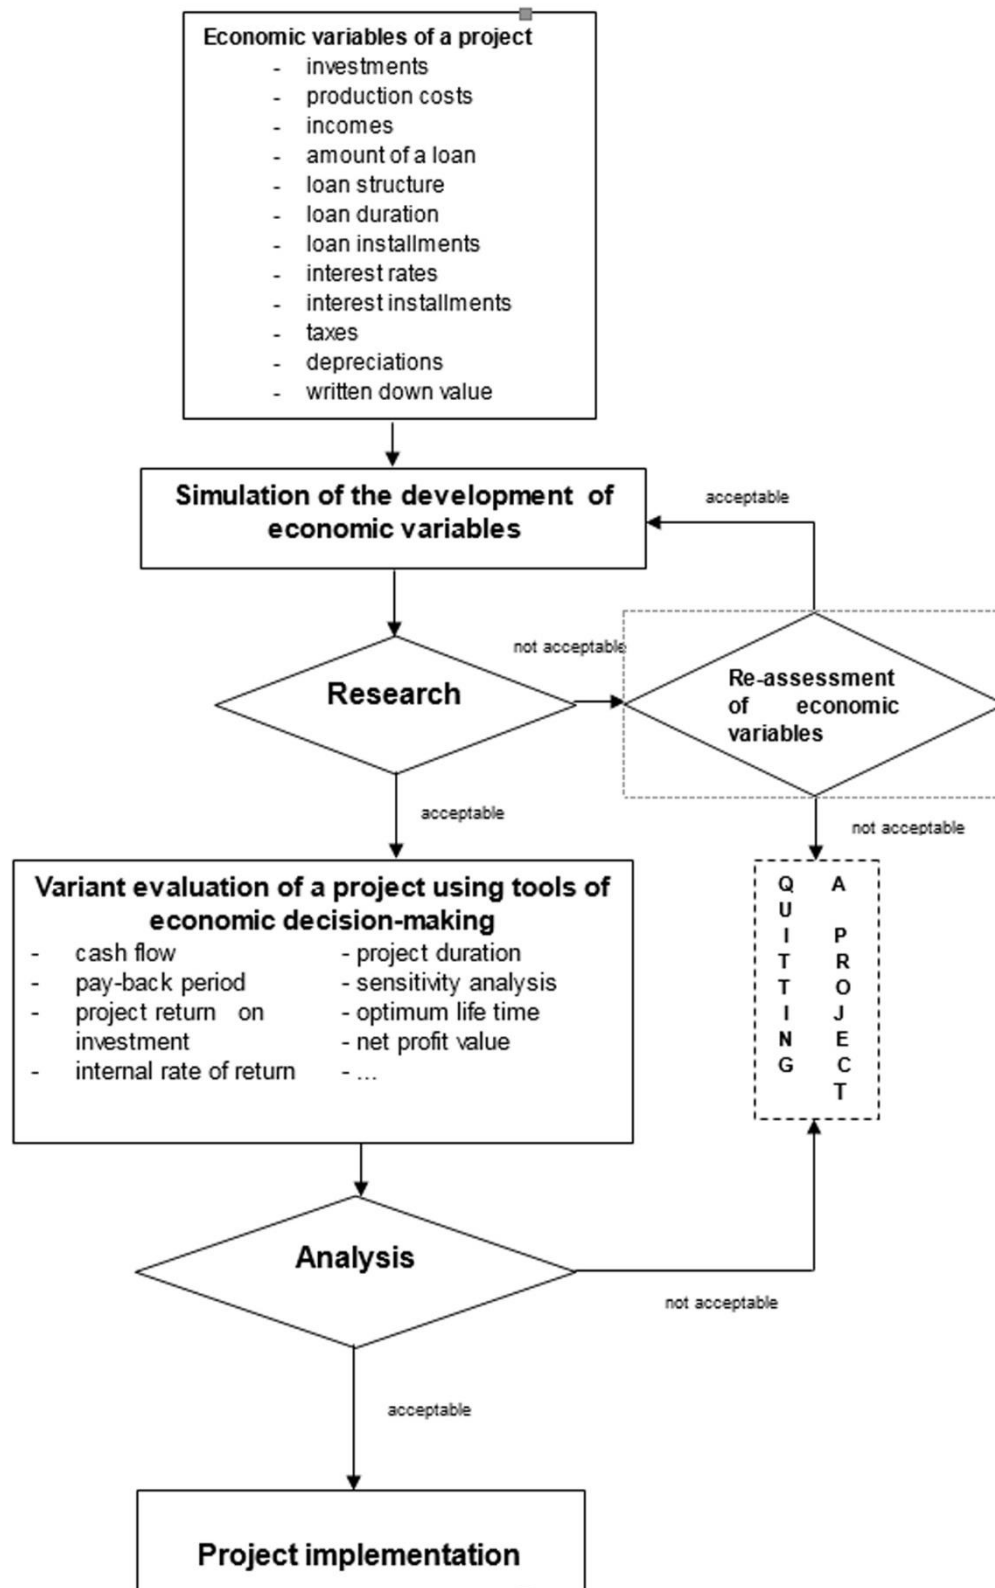 Economic variables of a project
- investments
- production costs
- incomes
- amount of a loan
- loan structure
- loan duration
- loan installments
- interest rates
- interest installments
- taxes
- depreciations
- written down value
Simulation of the development of
economic variables
acceptable
Research
not acceptable
Re-assessment
of economic
variables
acceptable
not acceptable
Variant evaluation of a project using tools of
economic decision-making
- cash flow
- pay-back period
- project return on
investment
- internal rate of return
- project duration
- sensitivity analysis
- optimum life time
- net profit value
- ...
QUITTING
A PROJECT
Analysis
not acceptable
acceptable
Project implementation